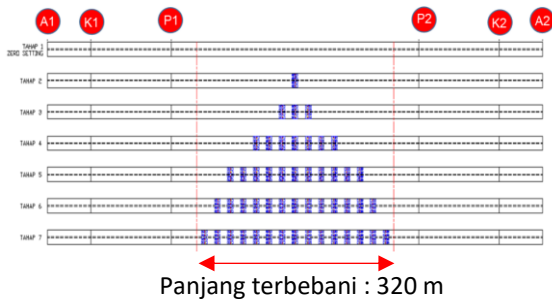 A1 K1 P1 P2 K2 A2
TAHAP 1
ZERO SETTING
TAHAP 2
TAHAP 3
TAHAP 4
TAHAP 5
TAHAP 6
TAHAP 7
Panjang terbebani : 320 m